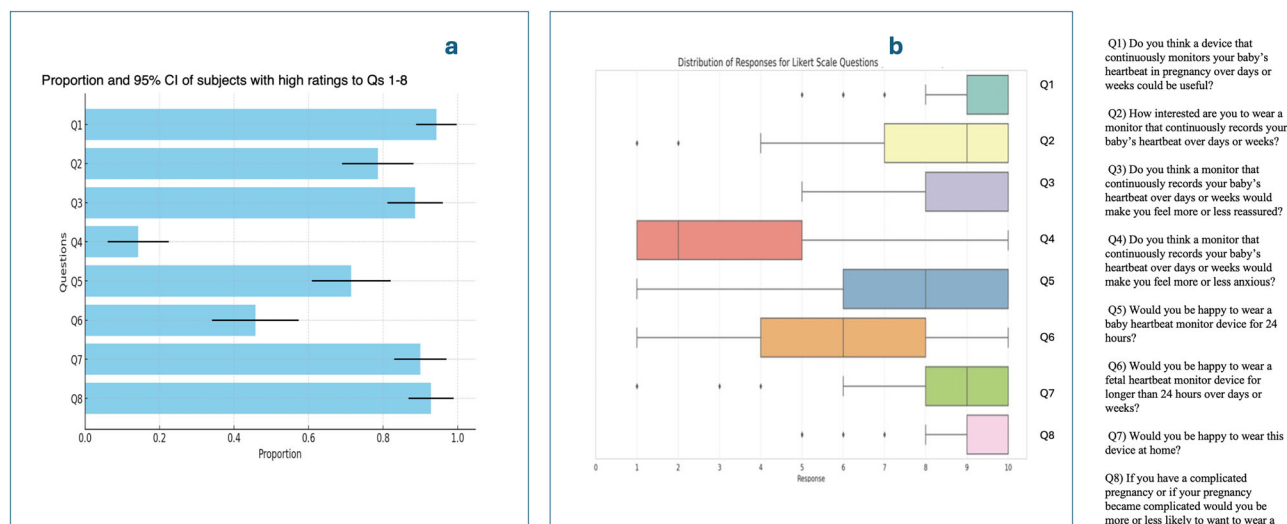 a
Proportion and 95% CI of subjects with high ratings to Qs 1-8
Questions
Q1
Q2
Q3
Q4
Q5
Q6
Q7
Q8
0.0 0.2 0.4 0.6 0.8 1.0
Proportion
b
Distribution of Responses for Likert Scale Questions
Q1
Q2
Q3
Q4
Q5
Q6
Q7
Q8
0 1 2 3 4 5 6 7 8 9 10
Response
Q1) Do you think a device that
continuously monitors your baby's
heartbeat in pregnancy over days or
weeks could be useful?
Q2) How interested are you to wear a
monitor that continuously records your
baby's heartbeat over days or weeks?
Q3) Do you think a monitor that
continuously records your baby's
heartbeat over days or weeks would
make you feel more or less reassured?
Q4) Do you think a monitor that
continuously records your baby's
heartbeat over days or weeks would
make you feel more or less anxious?
Q5) Would you be happy to wear a
baby heartbeat monitor device for 24
hours?
Q6) Would you be happy to wear a
fetal heartbeat monitor device for
longer than 24 hours over days or
weeks?
Q7) Would you be happy to wear this
device at home?
Q8) If you have a complicated
pregnancy or if your pregnancy
became complicated would you be
more or less likely to want to wear a